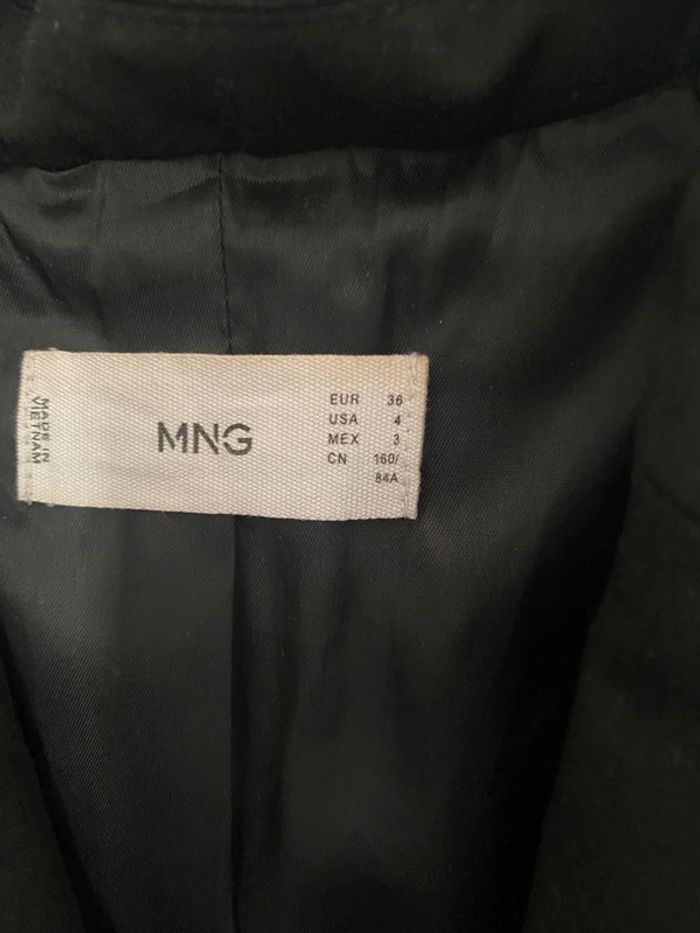 MADE IN
VIETNAM
MNG
EUR 36
USA 4
MEX 3
CN 160/
84A